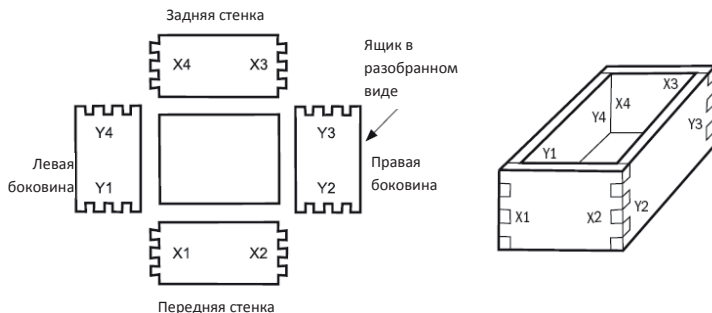 Задняя стенка
X4 X3
Ящик в
разобранном
виде
Y4
Y1
Левая
боковина
Y3
Y2
Правая
боковина
X1 X2
Передняя стенка
X3
X4
Y4
Y3
Y1
X1 X2 Y2